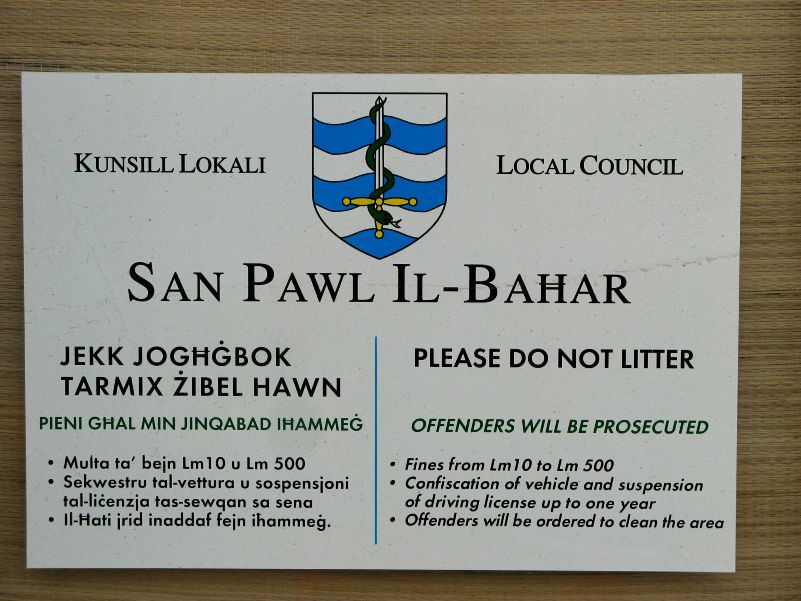 KUNSILL LOKALI
LOCAL COUNCIL
SAN PAWL IL-BAĦAR
JEKK JOGĦĠBOK
TARMIX ŻIBEL HAWN
PIENI GĦAL MIN JINQABAD IĦAMMEĠ
• Multa ta' bejn Lm10 u Lm 500
• Sekwestru tal-vettura u sospensjoni
tal-liċenzja tas-sewqan sa sena
• Il-Ħati jrid inaddaf fejn iħammeġ.
PLEASE DO NOT LITTER
OFFENDERS WILL BE PROSECUTED
• Fines from Lm10 to Lm 500
• Confiscation of vehicle and suspension
of driving license up to one year
• Offenders will be ordered to clean the area